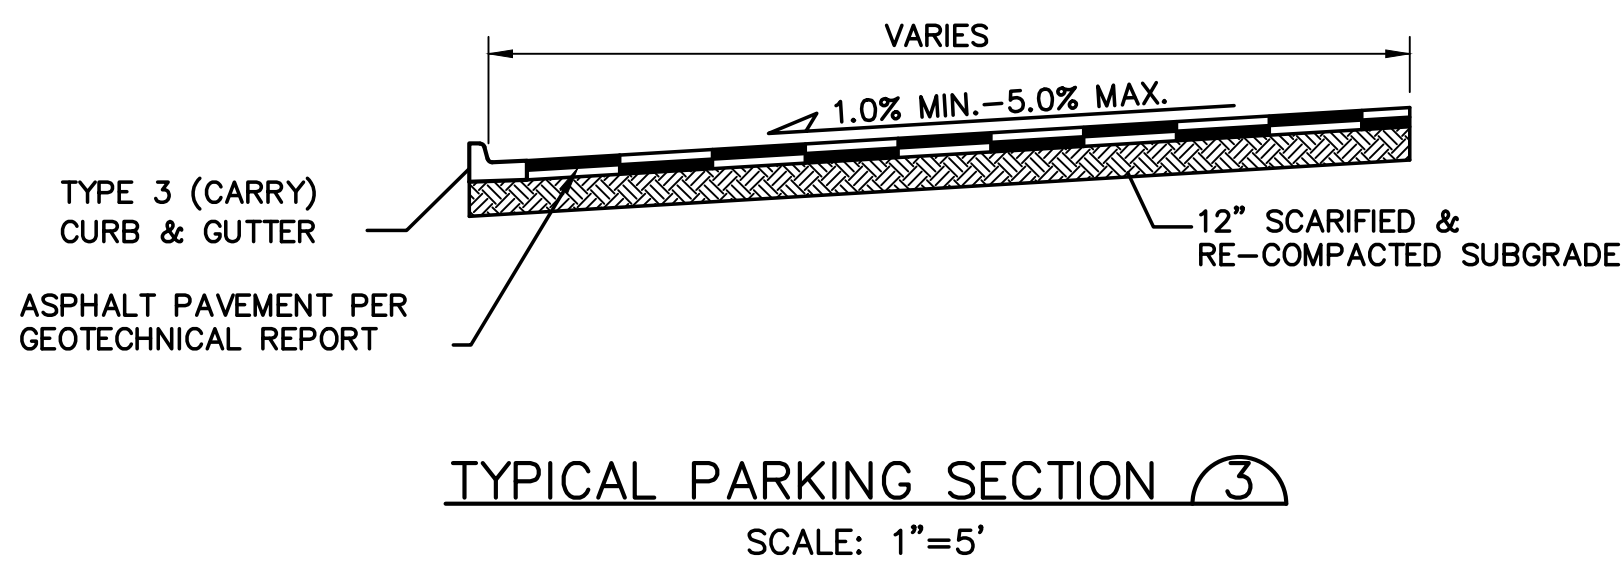 VARIES
1.0% MIN.-5.0% MAX.
TYPE 3 (CARRY)
CURB & GUTTER
12" SCARIFIED &
RE-COMPACTED SUBGRADE
ASPHALT PAVEMENT PER
GEOTECHNICAL REPORT
TYPICAL PARKING SECTION 3
SCALE: 1"=5'